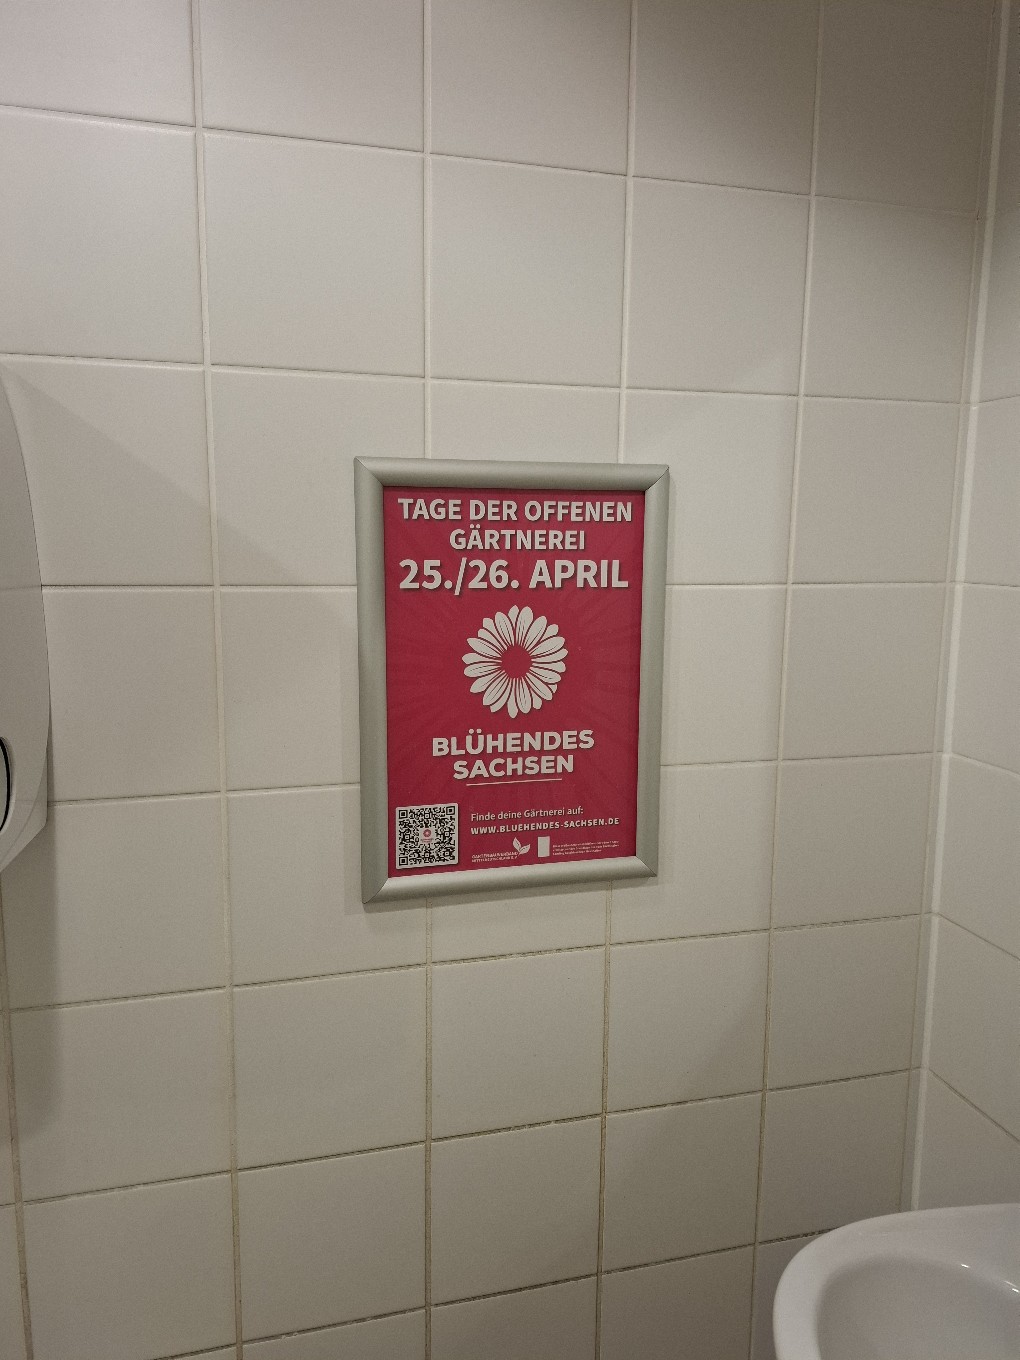 TAGE DER OFFENEN
GÄRTNEREI
25./26. APRIL
BLÜHENDES
SACHSEN
Finde deine Gärtnerei auf:
WWW.BLUEHENDES-SACHSEN.DE